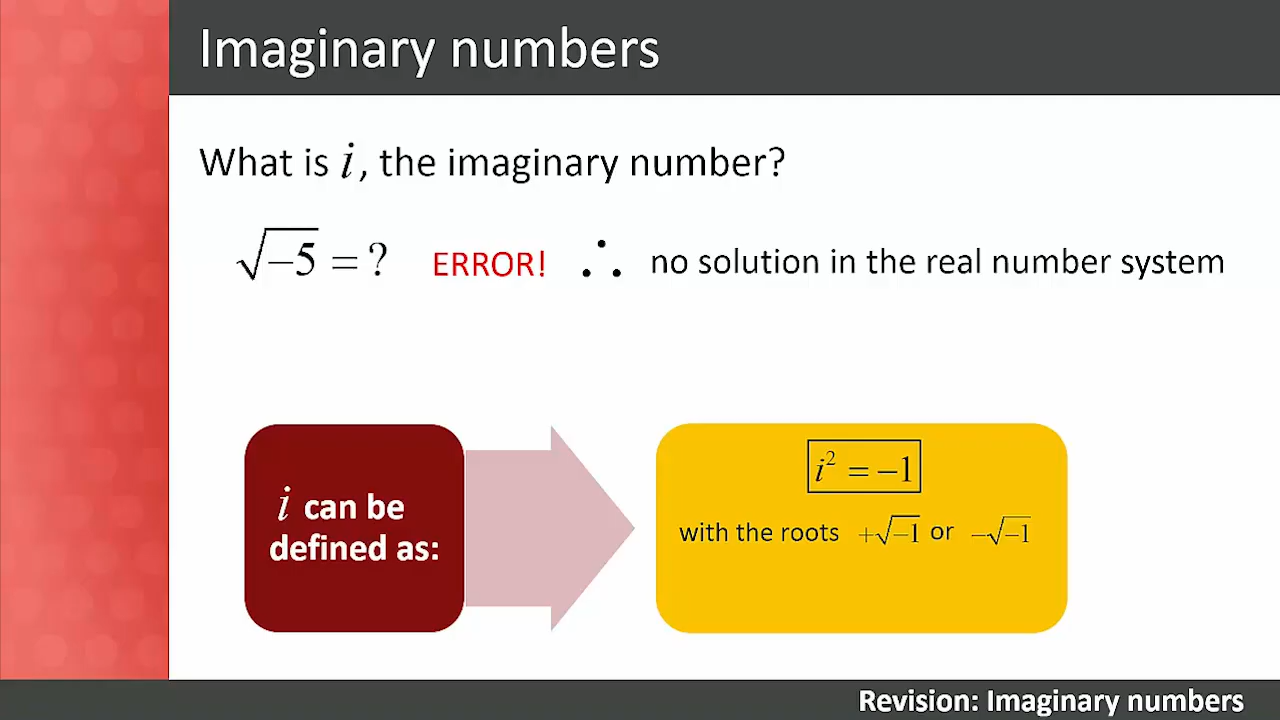 Imaginary numbers
What is i, the imaginary number?
√−5 = ? ERROR! ∴ no solution in the real number system
i can be
defined as:
i² = −1
with the roots +√−1 or −√−1
Revision: Imaginary numbers